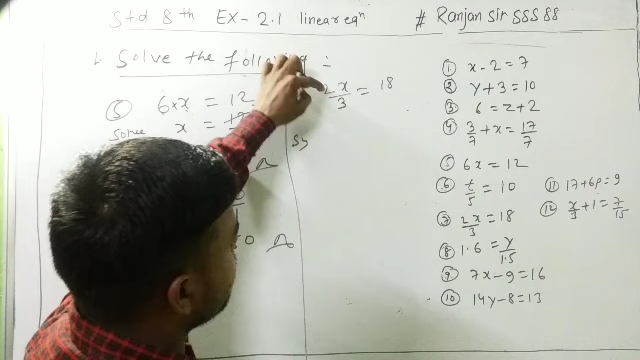 Std 8th EX - 2.1 linear eqⁿ # Ranjan Sir SSS 88
Solve the following :-
⑤ 6×x = 12
x =
2x/3 = 18
① x - 2 = 7
② y + 3 = 10
③ 6 = z + 2
④ 3/7 + x = 17/7
⑤ 6x = 12
⑥ t/5 = 10
⑦ 2x/3 = 18
⑧ 1.6 = y/1.5
⑨ 7x - 9 = 16
⑩ 14y - 8 = 13
⑪ 17 + 6p = 9
⑫ x/3 + 1 = 7/15